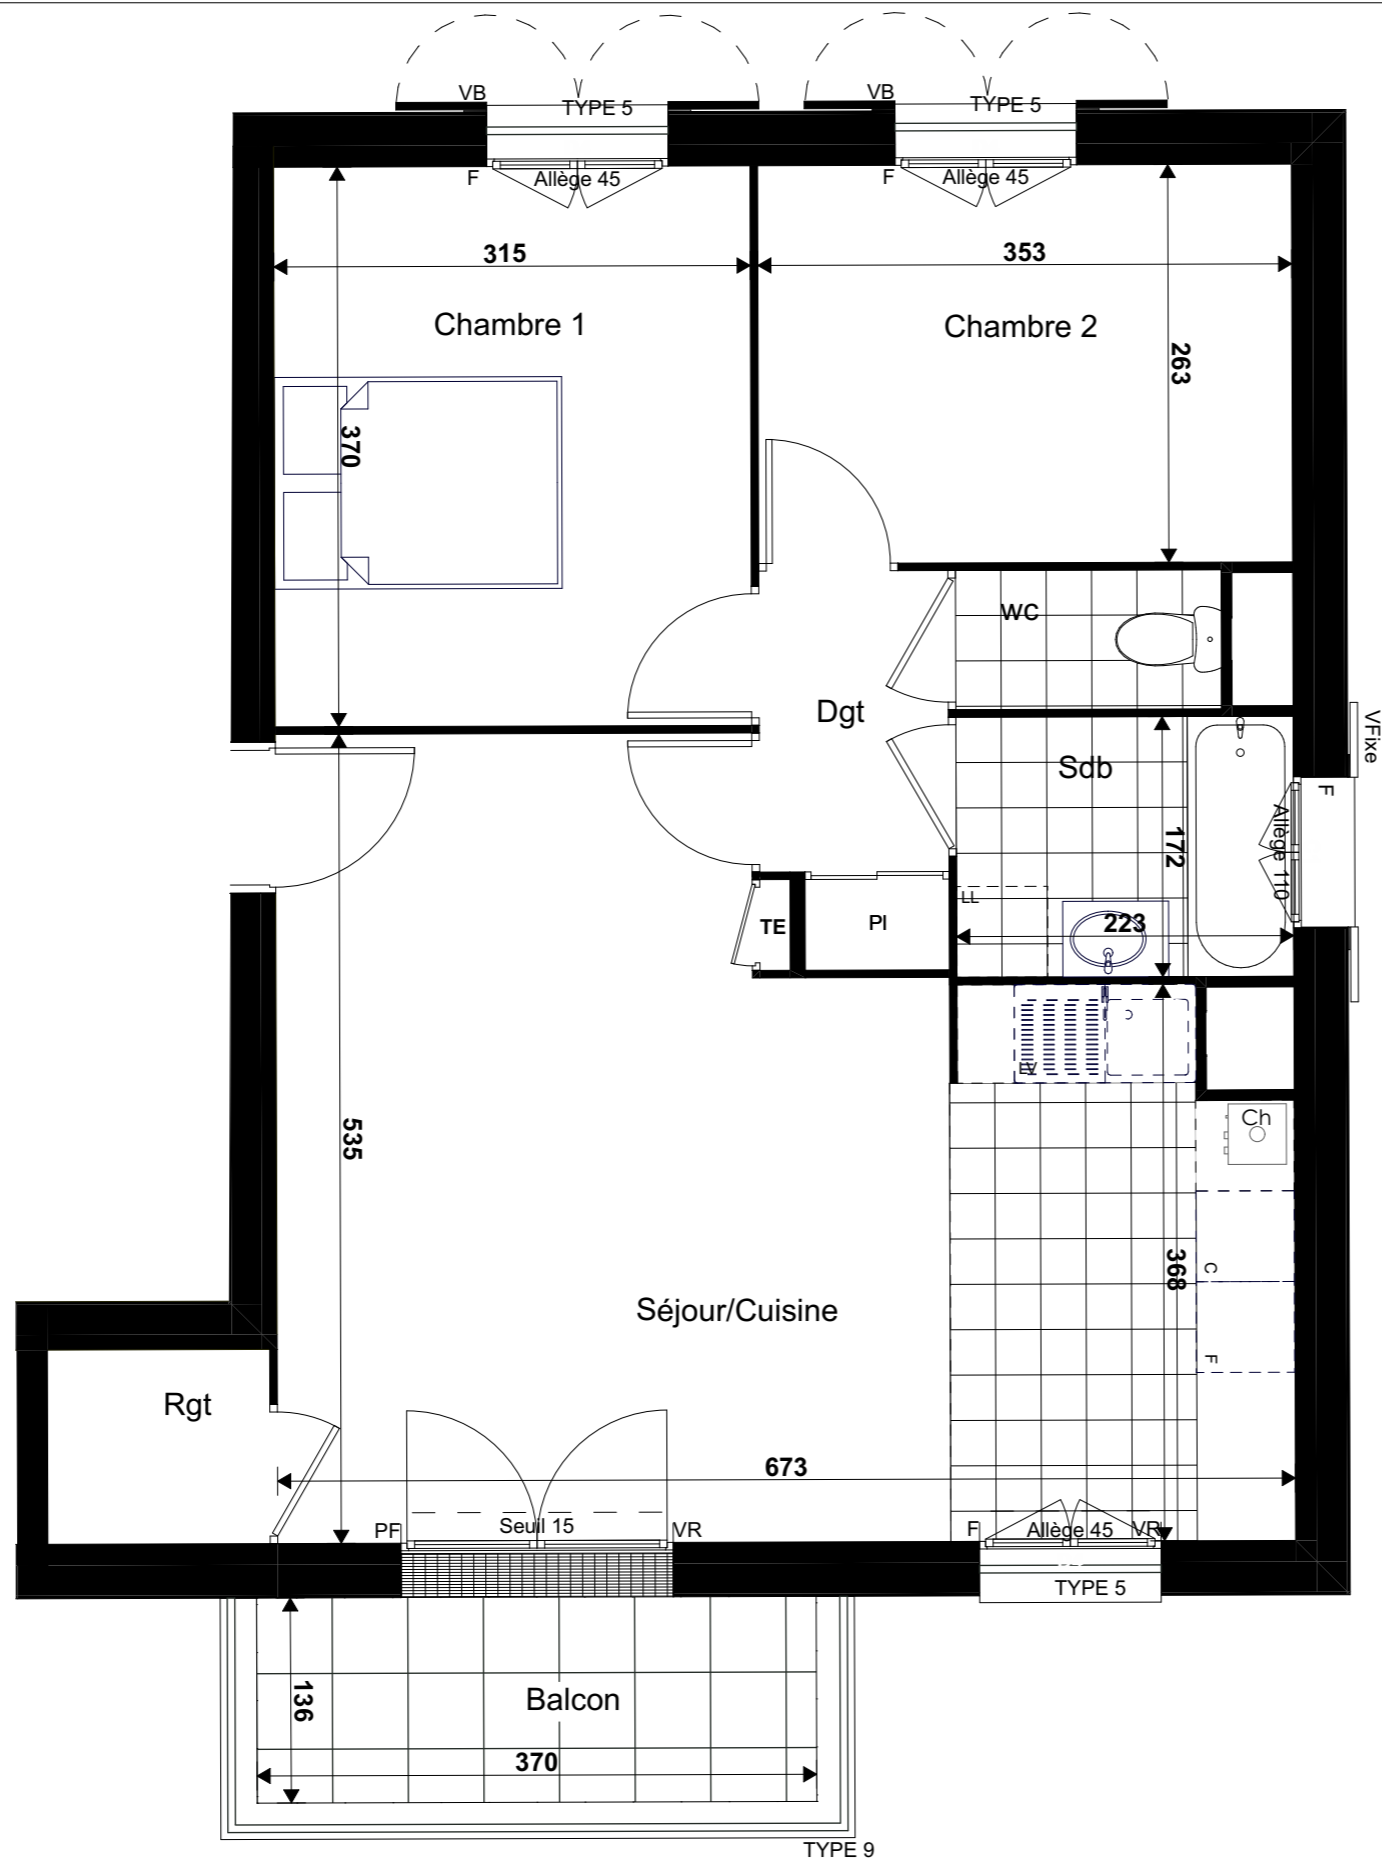 VB
TYPE 5
VB
TYPE 5
F
Allège 45
F
Allège 45
315
353
Chambre 1
Chambre 2
263
370
WC
Dgt
VFixe
Sdb
F
Allège 110
172
LL
223
TE
Pl
LV
Ch
535
368
C
Séjour/Cuisine
F
Rgt
673
PF
Seuil 15
VR
F
Allège 45
VR
TYPE 5
136
Balcon
370
TYPE 9